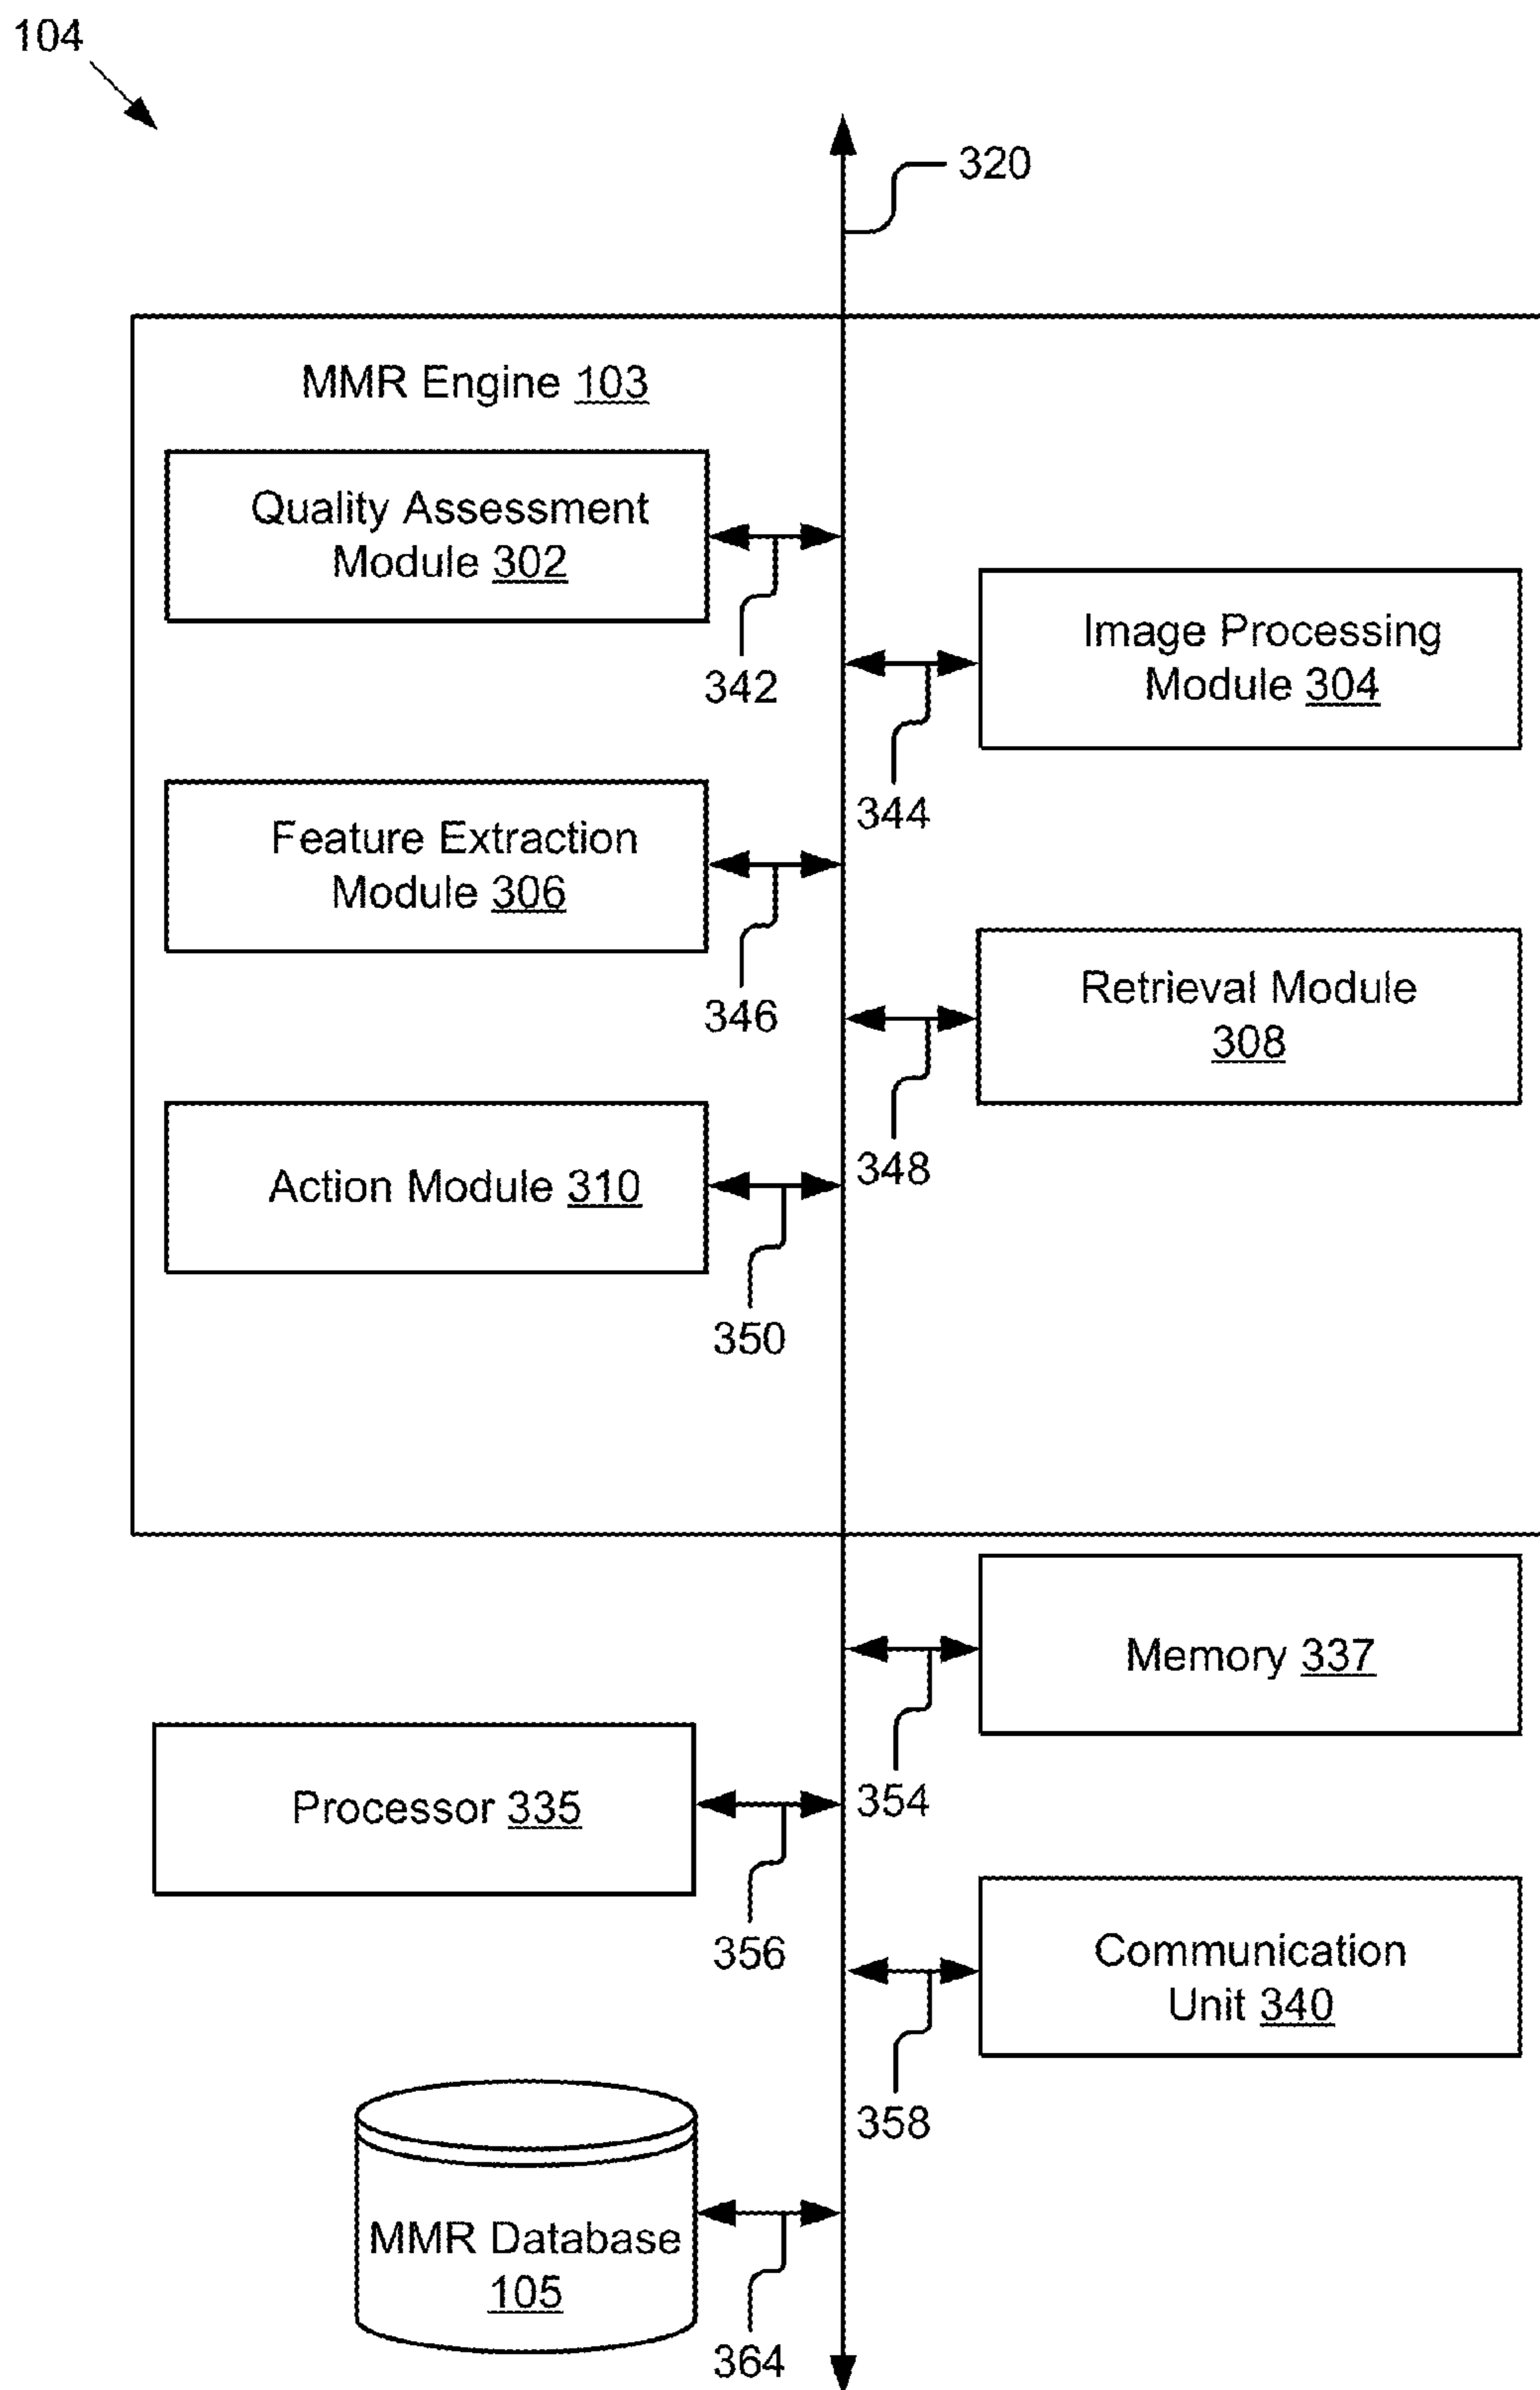 104
320
MMR Engine 103
Quality Assessment
Module 302
342
Image Processing
Module 304
344
Feature Extraction
Module 306
346
Retrieval Module
308
348
Action Module 310
350
Memory 337
354
Processor 335
356
Communication
Unit 340
358
MMR Database
105
364